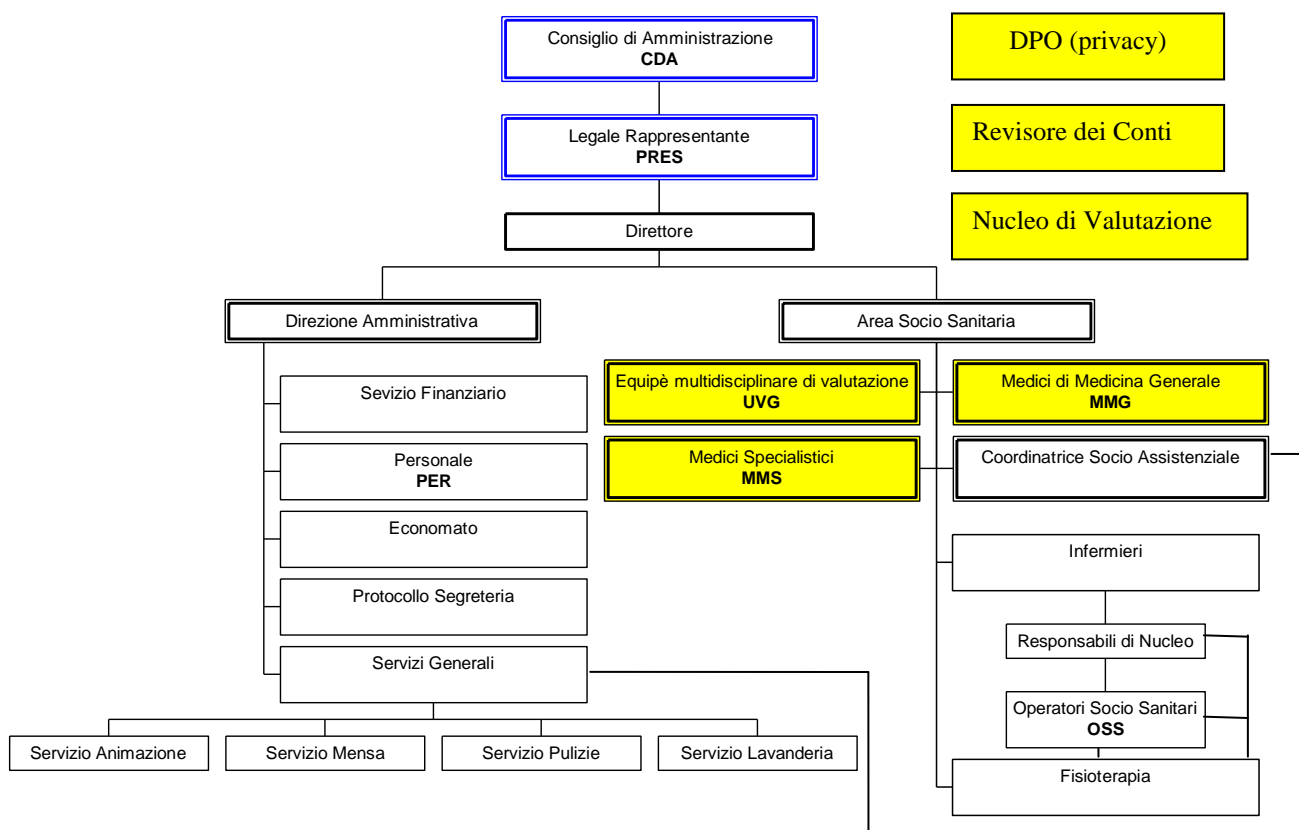 Consiglio di Amministrazione
CDA
DPO (privacy)
Legale Rappresentante
PRES
Revisore dei Conti
Direttore
Nucleo di Valutazione
Direzione Amministrativa
Area Socio Sanitaria
Sevizio Finanziario
Personale
PER
Economato
Protocollo Segreteria
Servizi Generali
Servizio Animazione
Servizio Mensa
Servizio Pulizie
Servizio Lavanderia
Equipè multidisciplinare di valutazione
UVG
Medici di Medicina Generale
MMG
Medici Specialistici
MMS
Coordinatrice Socio Assistenziale
Infermieri
Responsabili di Nucleo
Operatori Socio Sanitari
OSS
Fisioterapia